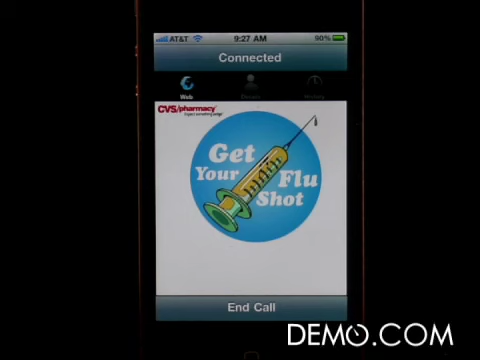 AT&T 9:27 AM 90%
Connected
Web
CVS/pharmacy
Get
Your Flu
Shot
End Call
DEMO.COM